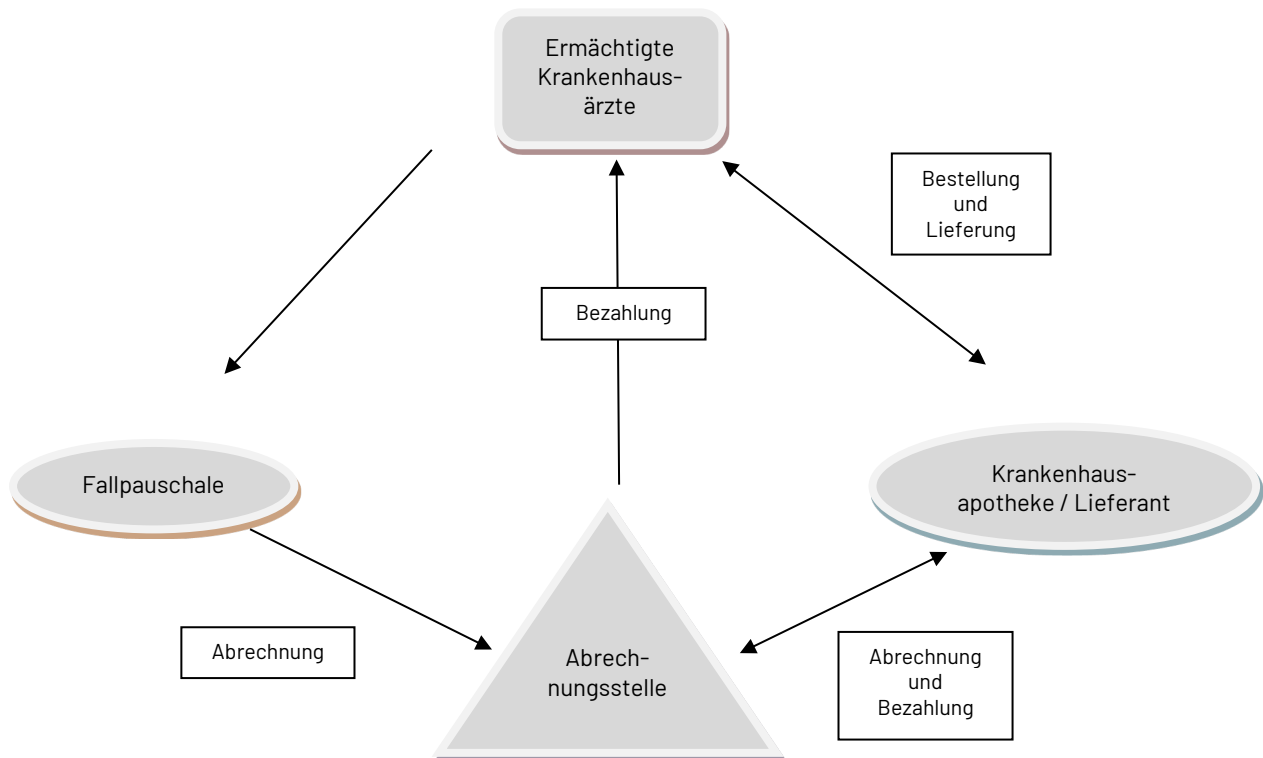 Ermächtigte
Krankenhaus-
ärzte
Bestellung
und
Lieferung
Bezahlung
Fallpauschale
Krankenhaus-
apotheke / Lieferant
Abrechnung
Abrech-
nungsstelle
Abrechnung
und
Bezahlung